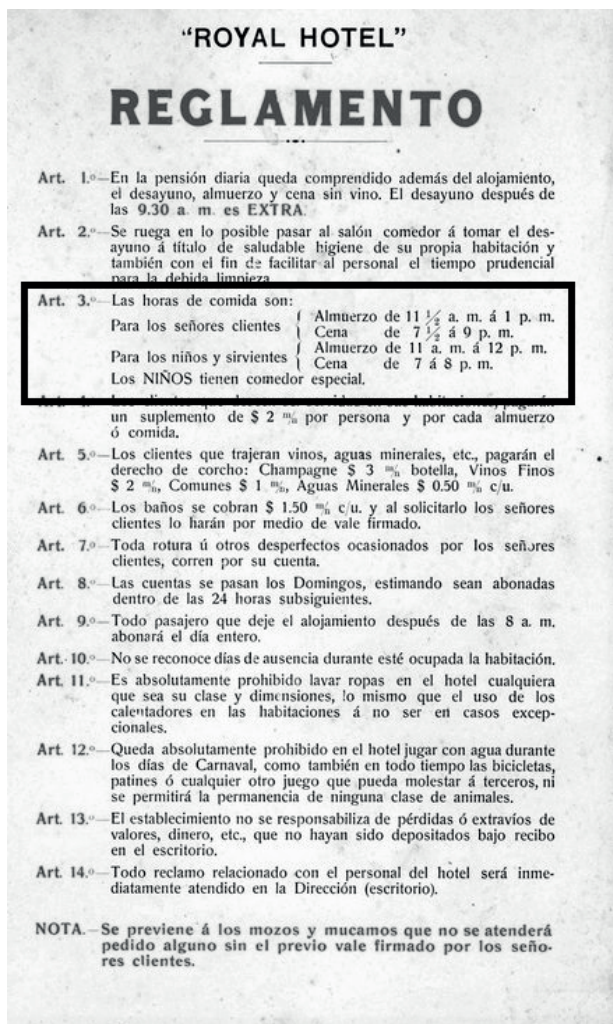 "ROYAL HOTEL"
REGLAMENTO
Art. 1.º—En la pensión diaria queda comprendido además del alojamiento,
el desayuno, almuerzo y cena sin vino. El desayuno después de
las 9.30 a. m. es EXTRA.
Art. 2.º—Se ruega en lo posible pasar al salón comedor á tomar el des-
ayuno á título de saludable higiene de su propia habitación y
también con el fin de facilitar al personal el tiempo prudencial
para la debida limpieza
Art. 3.º—Las horas de comida son:
Para los señores clientes { Almuerzo de 11 ½ a. m. á 1 p. m.
Cena de 7 ½ á 9 p. m.
Para los niños y sirvientes { Almuerzo de 11 a. m. á 12 p. m.
Cena de 7 á 8 p. m.
Los NIÑOS tienen comedor especial.
un suplemento de $ 2 m/n por persona y por cada almuerzo
ó comida.
Art. 5.º—Los clientes que trajeran vinos, aguas minerales, etc., pagarán el
derecho de corcho: Champagne $ 3 m/n botella, Vinos Finos
$ 2 m/n, Comunes $ 1 m/n, Aguas Minerales $ 0.50 m/n c/u.
Art. 6.º—Los baños se cobran $ 1.50 m/n c/u. y al solicitarlo los señores
clientes lo harán por medio de vale firmado.
Art. 7.º—Toda rotura ú otros desperfectos ocasionados por los señores
clientes, corren por su cuenta.
Art. 8.º—Las cuentas se pasan los Domingos, estimando sean abonadas
dentro de las 24 horas subsiguientes.
Art. 9.º—Todo pasajero que deje el alojamiento después de las 8 a. m.
abonará el día entero.
Art. 10.º—No se reconoce días de ausencia durante esté ocupada la habitación.
Art. 11.º—Es absolutamente prohibido lavar ropas en el hotel cualquiera
que sea su clase y dimensiones, lo mismo que el uso de los
calentadores en las habitaciones á no ser en casos excep-
cionales.
Art. 12.º—Queda absolutamente prohibido en el hotel jugar con agua durante
los días de Carnaval, como también en todo tiempo las bicicletas,
patines ó cualquier otro juego que pueda molestar á terceros, ni
se permitirá la permanencia de ninguna clase de animales.
Art. 13.º—El establecimiento no se responsabiliza de pérdidas ó extravíos de
valores, dinero, etc., que no hayan sido depositados bajo recibo
en el escritorio.
Art. 14.º—Todo reclamo relacionado con el personal del hotel será inme-
diatamente atendido en la Dirección (escritorio).
NOTA.—Se previene á los mozos y mucamos que no se atenderá
pedido alguno sin el previo vale firmado por los seño-
res clientes.